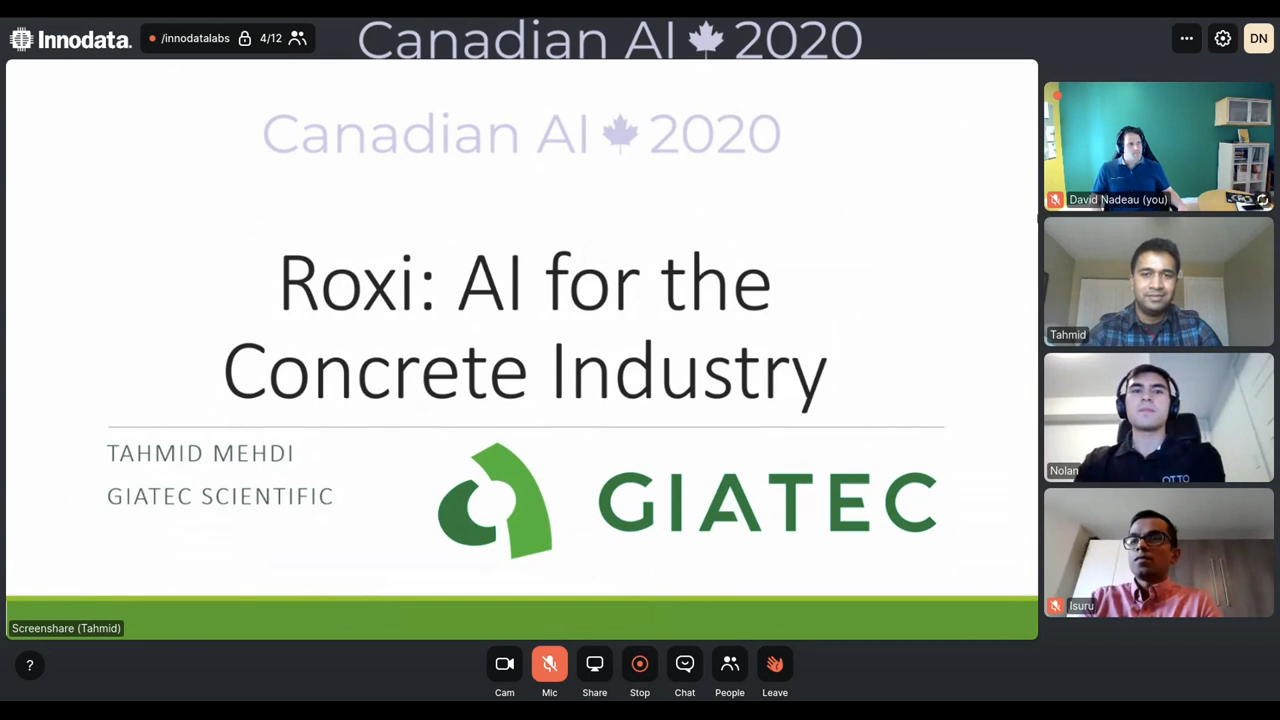 Innodata.
/innodatalabs
4/12
Canadian AI 2020
DN
Canadian AI 2020
Roxi: AI for the
Concrete Industry
TAHMID MEHDI
GIATEC SCIENTIFIC
GIATEC
Screenshare (Tahmid)
David Nadeau (you)
Tahmid
Nolan
OTTO
Isuru
?
Cam
Mic
Share
Stop
Chat
People
Leave